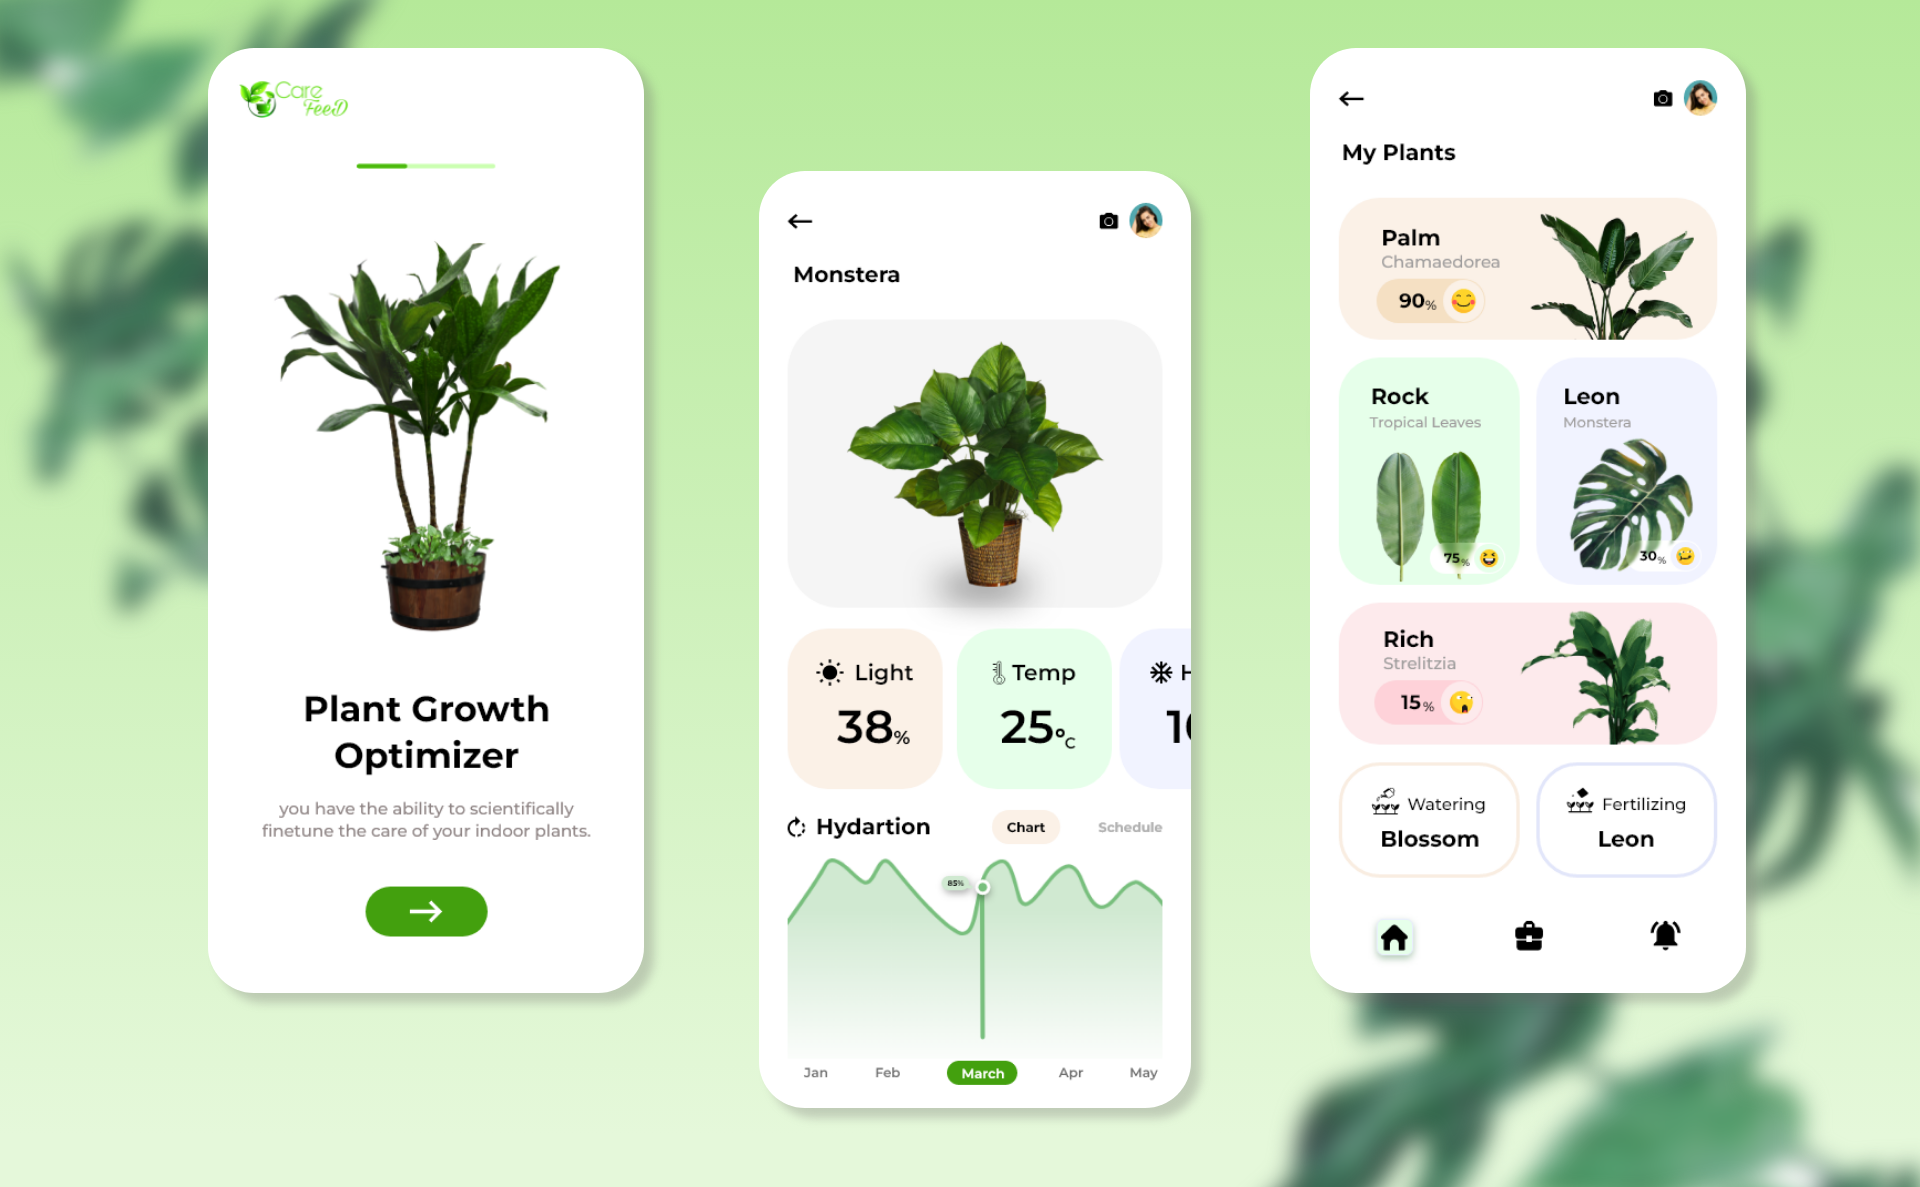 Care
FeeD
Plant Growth
Optimizer
you have the ability to scientifically
finetune the care of your indoor plants.
Monstera
Light
38%
Temp
25°C
H
Hydartion
Chart
Schedule
85%
Jan
Feb
March
Apr
May
My Plants
Palm
Chamaedorea
90%
Rock
Tropical Leaves
75%
Leon
Monstera
30%
Rich
Strelitzia
15%
Watering
Blossom
Fertilizing
Leon